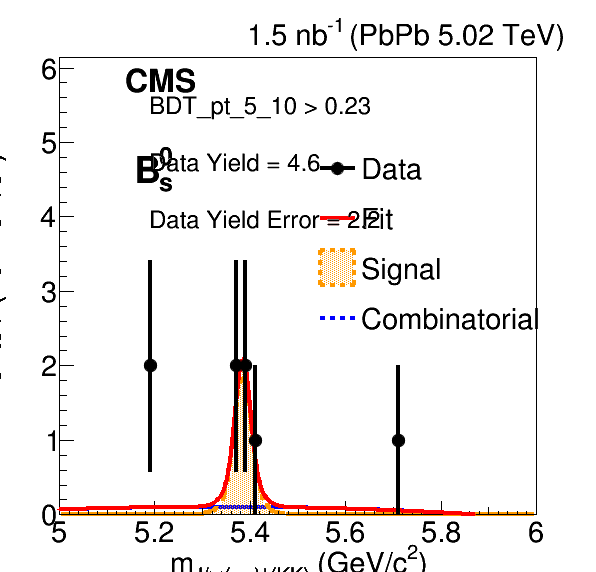 1.5 nb⁻¹ (PbPb 5.02 TeV)
CMS
BDT_pt_5_10 > 0.23
B⁰ₛ
Data Yield = 4.6
Data Yield Error = 2.2
Data
Fit
Signal
Combinatorial
6
5
4
3
2
1
0
5 5.2 5.4 5.6 5.8 6
m (GeV/c²)